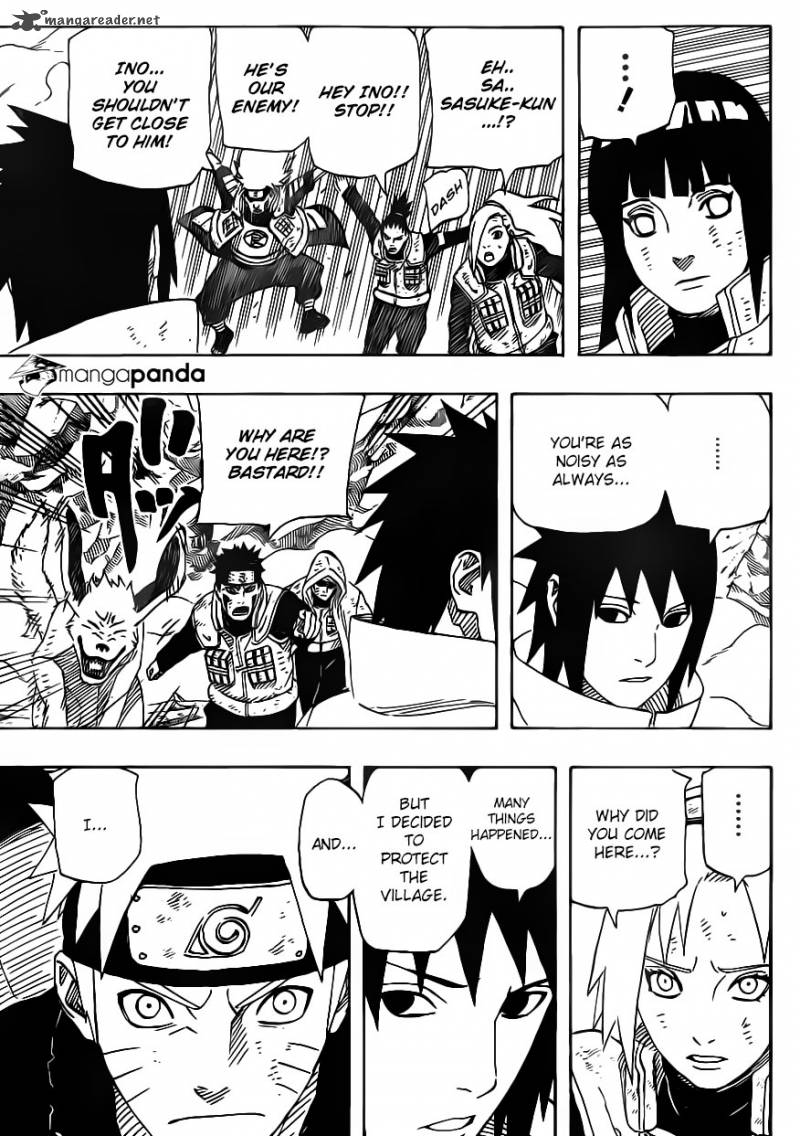 mangareader.net
....!
EH..
SA..
SASUKE-KUN
...!?
DASH
HEY INO!!
STOP!!
HE'S
OUR
ENEMY!
INO...
YOU
SHOULDN'T
GET CLOSE
TO HIM!
mangapanda
.....
YOU'RE AS
NOISY AS
ALWAYS...
WHY ARE
YOU HERE!?
BASTARD!!
ダッ
.....
WHY DID
YOU COME
HERE...?
MANY
THINGS
HAPPENED...
BUT
I DECIDED
TO
PROTECT
THE
VILLAGE.
AND...
I...